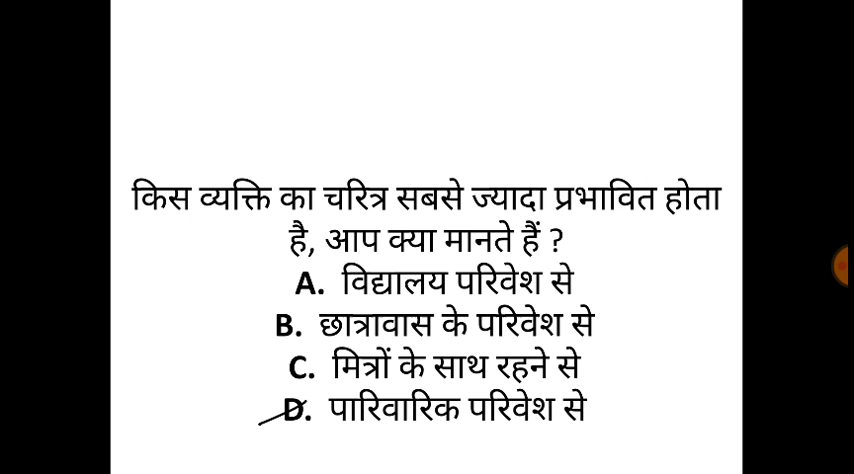 किस व्यक्ति का चरित्र सबसे ज्यादा प्रभावित होता
है, आप क्या मानते हैं ?
A. विद्यालय परिवेश से
B. छात्रावास के परिवेश से
C. मित्रों के साथ रहने से
D. पारिवारिक परिवेश से